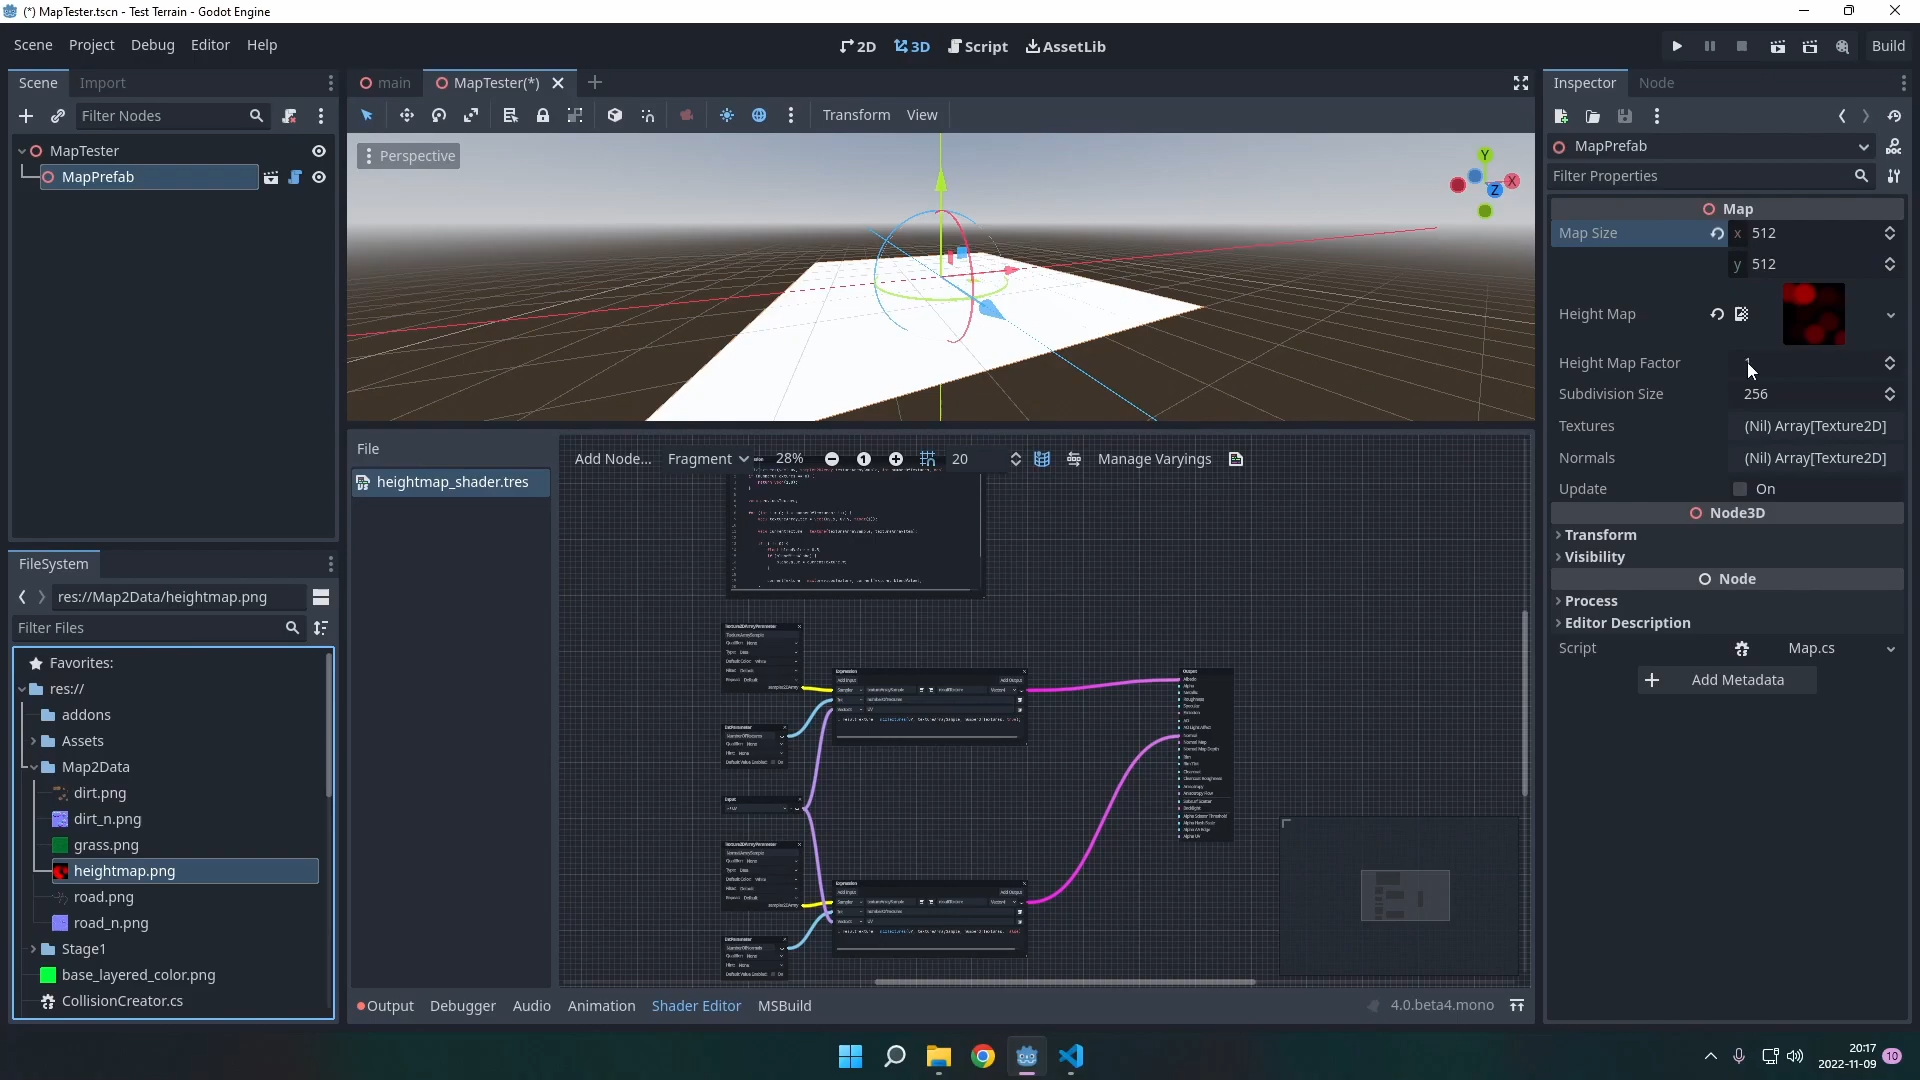 (*) MapTester.tscn - Test Terrain - Godot Engine
Scene Project Debug Editor Help
2D 3D Script AssetLib
Build
Scene Import
Filter Nodes
MapTester
MapPrefab
FileSystem
res://Map2Data/heightmap.png
Filter Files
Favorites:
res://
addons
Assets
Map2Data
dirt.png
dirt_n.png
grass.png
heightmap.png
road.png
road_n.png
Stage1
base_layered_color.png
CollisionCreator.cs
main MapTester(*)
Transform View
Perspective
Y
X
Z
File
heightmap_shader.tres
Add Node... Fragment 28% 20 Manage Varyings
Output Debugger Audio Animation Shader Editor MSBuild 4.0.beta4.mono
Inspector Node
MapPrefab
Filter Properties
Map
Map Size x 512
y 512
Height Map
Height Map Factor 1
Subdivision Size 256
Textures (Nil) Array[Texture2D]
Normals (Nil) Array[Texture2D]
Update On
Node3D
Transform
Visibility
Node
Process
Editor Description
Script Map.cs
Add Metadata
20:17
2022-11-09
10